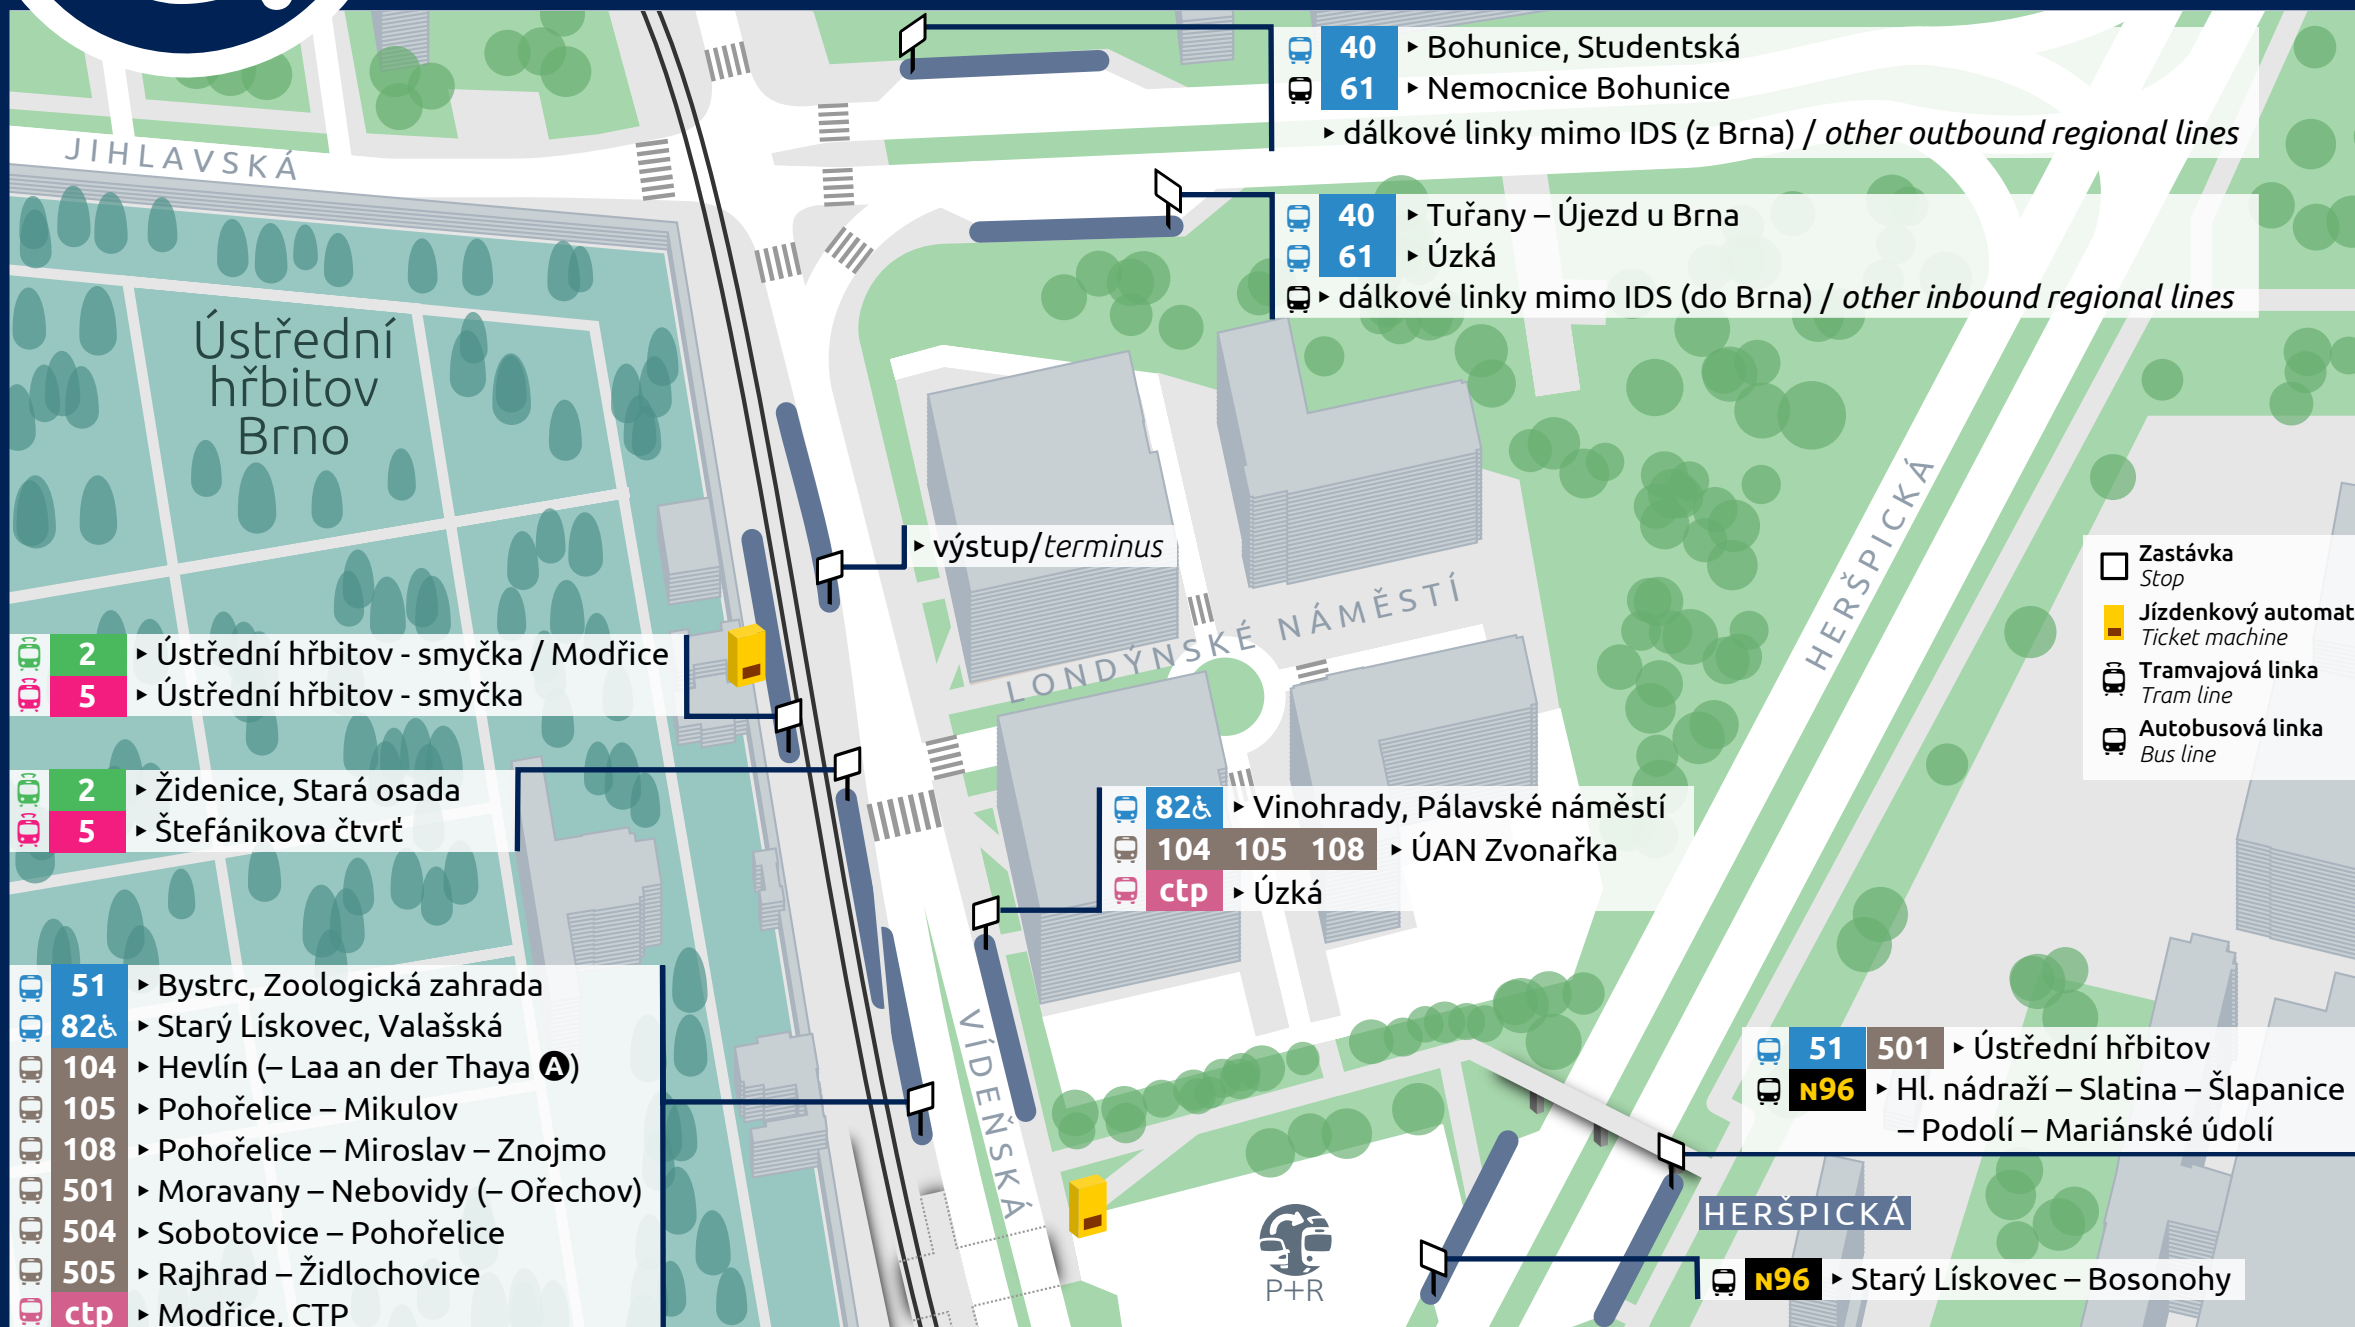 40 ‣ Bohunice, Studentská
61 ‣ Nemocnice Bohunice
‣ dálkové linky mimo IDS (z Brna) / other outbound regional lines
JIHLAVSKÁ
40 ‣ Tuřany – Újezd u Brna
61 ‣ Úzká
‣ dálkové linky mimo IDS (do Brna) / other inbound regional lines
Ústřední
hřbitov
Brno
‣ výstup/terminus
HERŠPICKÁ
LONDÝNSKÉ NÁMĚSTÍ
Zastávka
Stop
Jízdenkový automat
Ticket machine
Tramvajová linka
Tram line
Autobusová linka
Bus line
2 ‣ Ústřední hřbitov - smyčka / Modřice
5 ‣ Ústřední hřbitov - smyčka
2 ‣ Židenice, Stará osada
5 ‣ Štefánikova čtvrť
82 ‣ Vinohrady, Pálavské náměstí
104 105 108 ‣ ÚAN Zvonařka
ctp ‣ Úzká
51 ‣ Bystrc, Zoologická zahrada
82 ‣ Starý Lískovec, Valašská
104 ‣ Hevlín (– Laa an der Thaya A)
105 ‣ Pohořelice – Mikulov
108 ‣ Pohořelice – Miroslav – Znojmo
501 ‣ Moravany – Nebovidy (– Ořechov)
504 ‣ Sobotovice – Pohořelice
505 ‣ Rajhrad – Židlochovice
ctp ‣ Modřice, CTP
VÍDEŇSKÁ
51 501 ‣ Ústřední hřbitov
N96 ‣ Hl. nádraží – Slatina – Šlapanice
– Podolí – Mariánské údolí
HERŠPICKÁ
P+R
N96 ‣ Starý Lískovec – Bosonohy